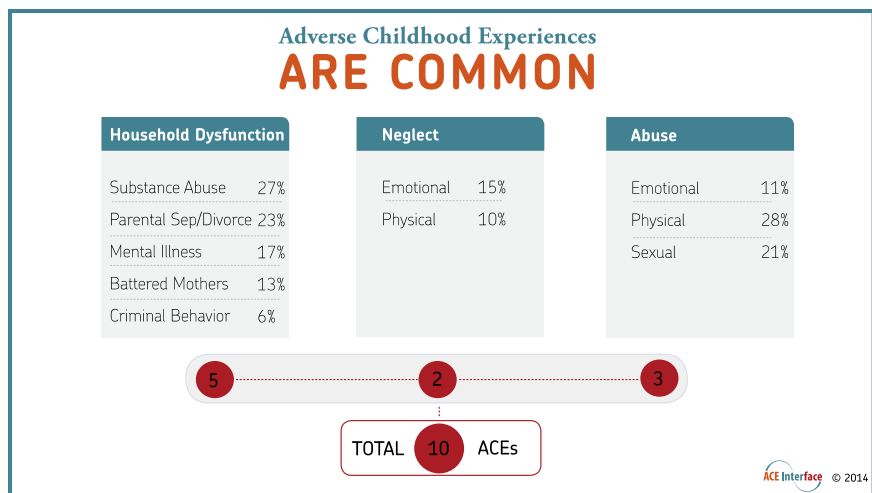 Adverse Childhood Experiences
ARE COMMON
Household Dysfunction
Substance Abuse 27%
Parental Sep/Divorce 23%
Mental Illness 17%
Battered Mothers 13%
Criminal Behavior 6%
Neglect
Emotional 15%
Physical 10%
Abuse
Emotional 11%
Physical 28%
Sexual 21%
5 2 3
TOTAL 10 ACEs
ACE Interface © 2014